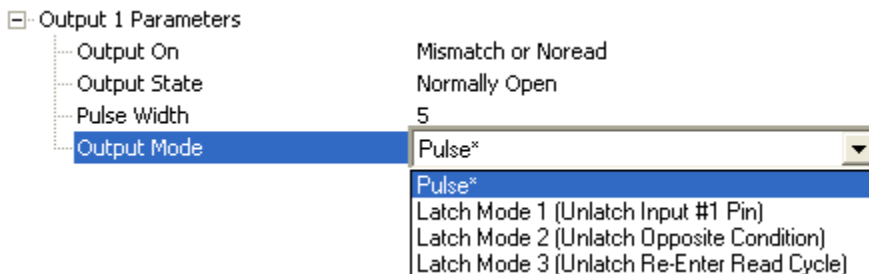 Output 1 Parameters
Output On Mismatch or Noread
Output State Normally Open
Pulse Width 5
Output Mode Pulse*
Pulse*
Latch Mode 1 (Unlatch Input #1 Pin)
Latch Mode 2 (Unlatch Opposite Condition)
Latch Mode 3 (Unlatch Re-Enter Read Cycle)